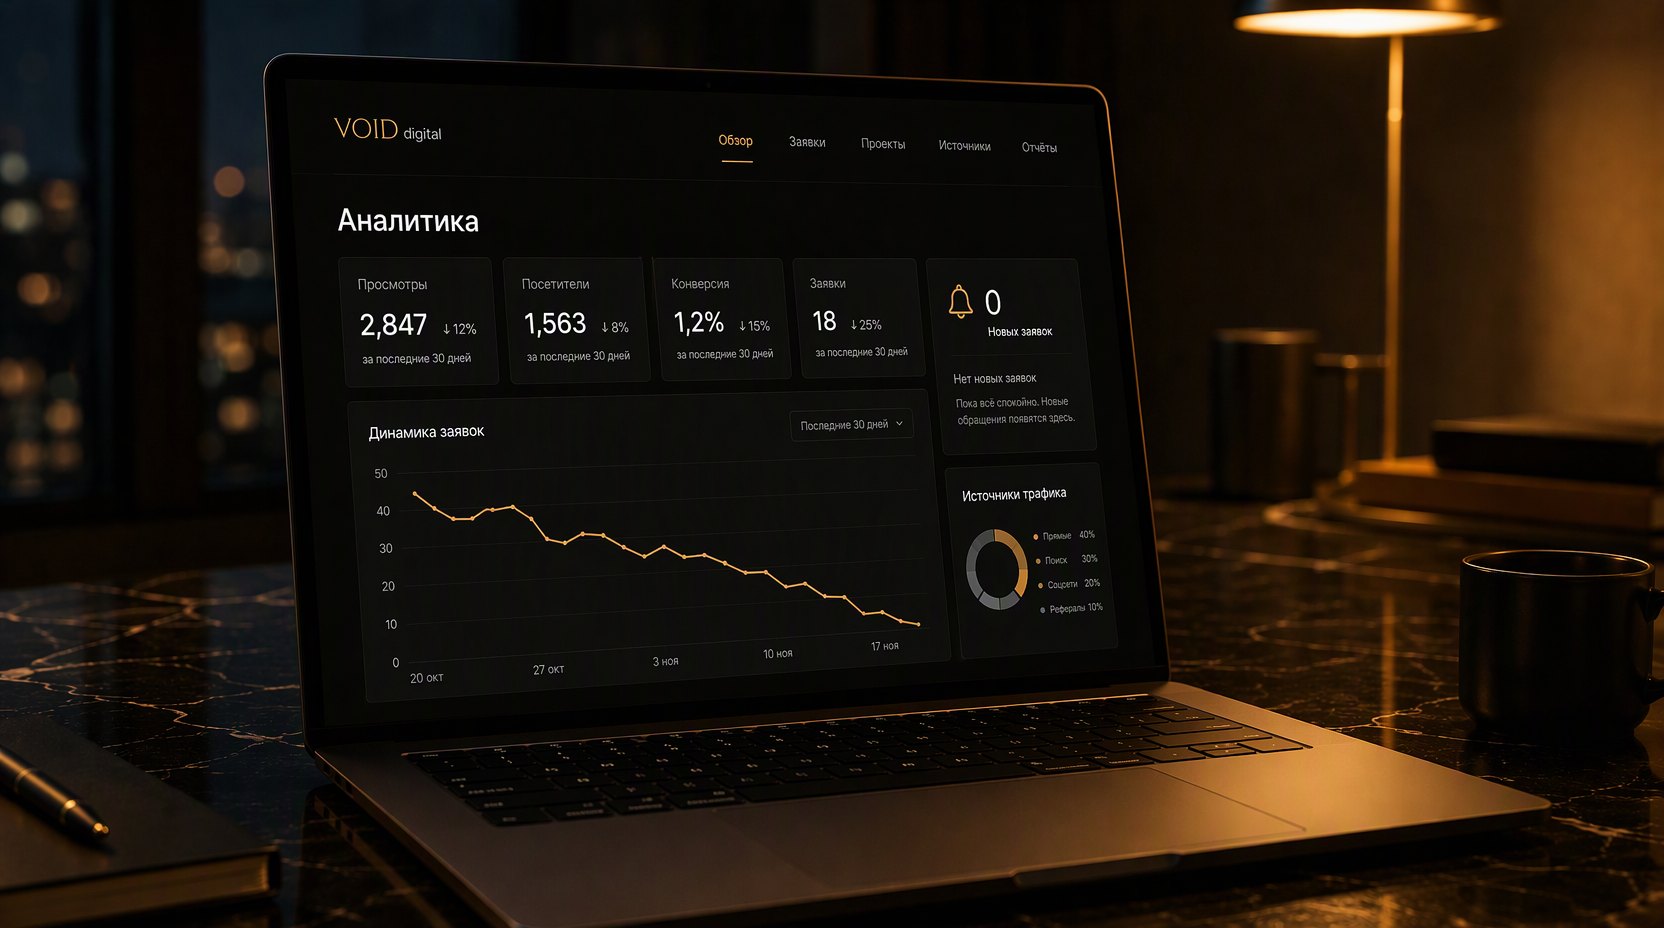 VOID digital
Обзор
Заявки
Проекты
Источники
Отчёты
Аналитика
Просмотры
2,847 ↓ 12%
за последние 30 дней
Посетители
1,563 ↓ 8%
за последние 30 дней
Конверсия
1,2% ↓ 15%
за последние 30 дней
Заявки
18 ↓ 25%
за последние 30 дней
0
Новых заявок
Нет новых заявок
Пока всё спокойно. Новые
обращения появятся здесь.
Динамика заявок
Последние 30 дней
50
40
30
20
10
0
20 окт
27 окт
3 ноя
10 ноя
17 ноя
Источники трафика
Прямые 40%
Поиск 30%
Соцсети 20%
Рефералы 10%